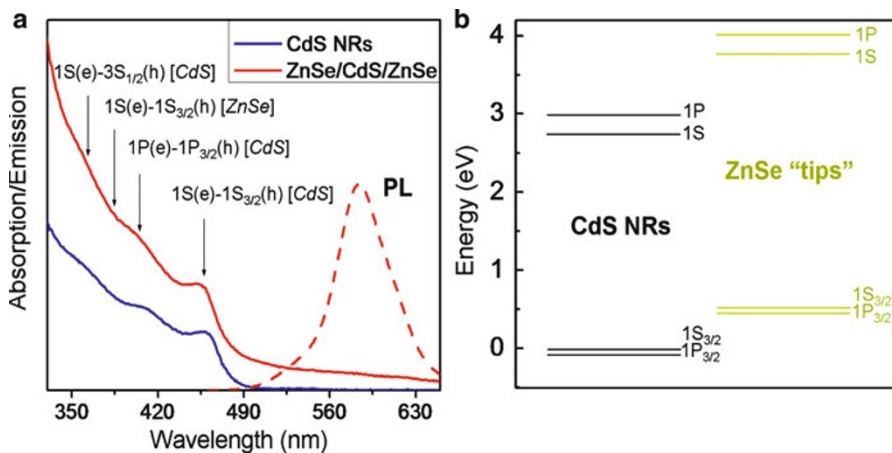 a
CdS NRs
ZnSe/CdS/ZnSe
1S(e)-3S1/2(h) [CdS]
1S(e)-1S3/2(h) [ZnSe]
1P(e)-1P3/2(h) [CdS]
1S(e)-1S3/2(h) [CdS]
PL
Absorption/Emission
350 420 490 560 630
Wavelength (nm)
b
4
3
2
1
0
Energy (eV)
1P
1S
1P
1S
ZnSe “tips”
CdS NRs
1S3/2
1P3/2
1S3/2
1P3/2